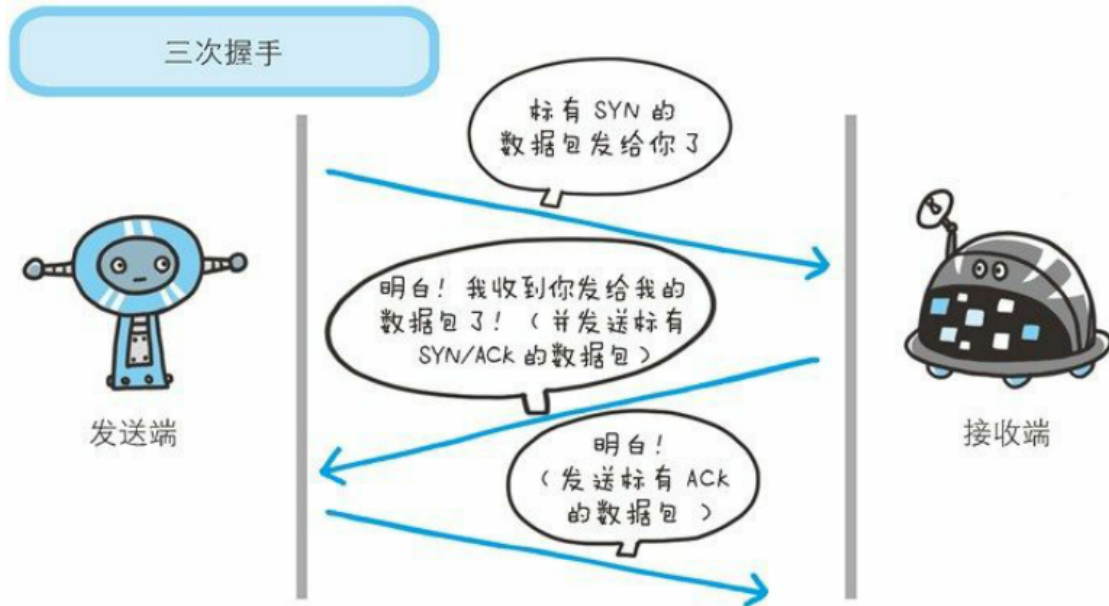 三次握手
标有 SYN 的
数据包发给你了
明白！我收到你发给我的
数据包了！（并发送标有
SYN/ACK 的数据包）
发送端
接收端
明白！
（发送标有 ACK
的数据包）